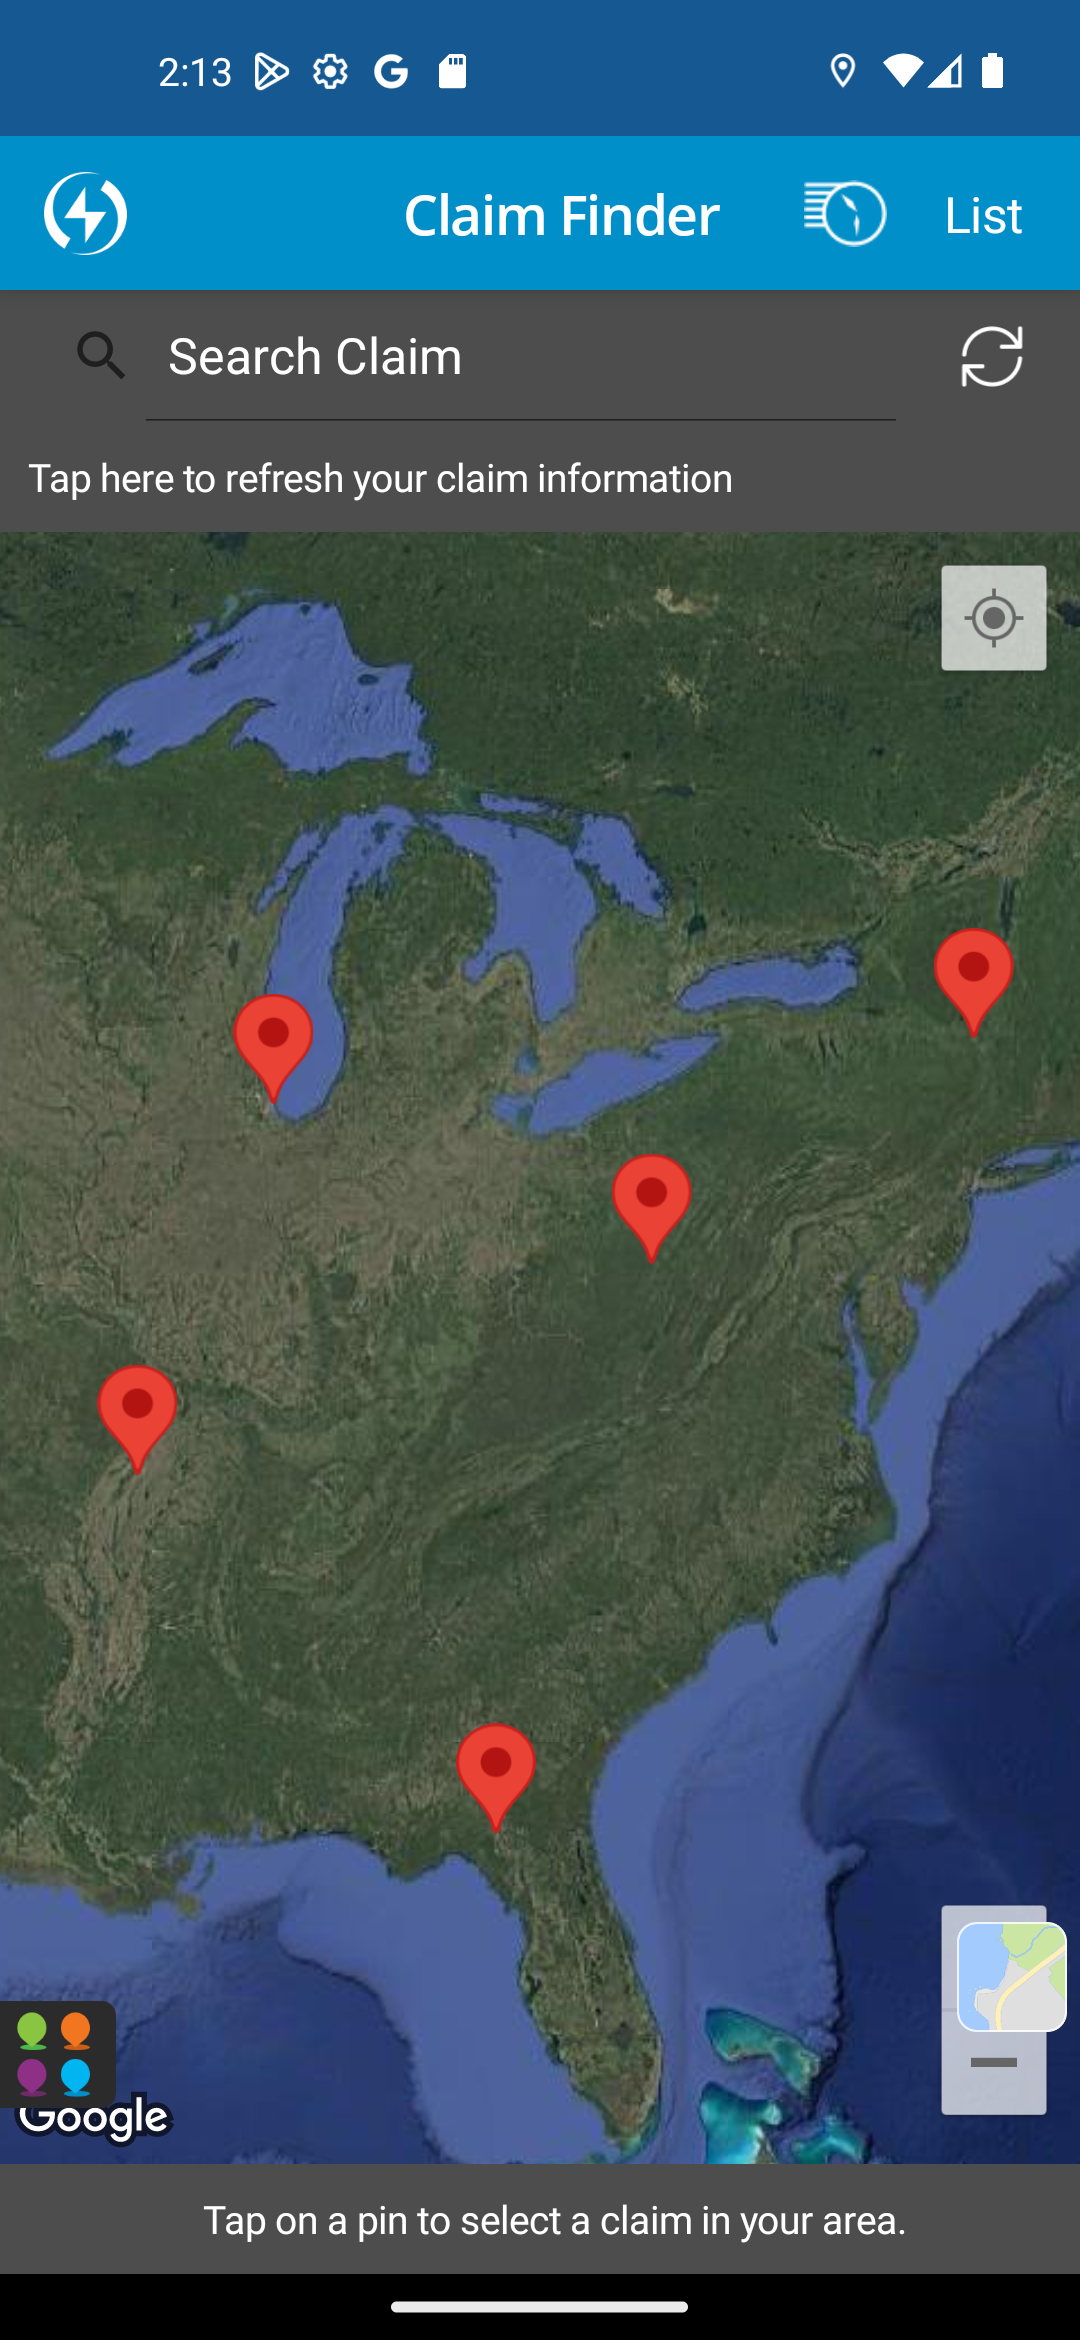 2:13
Claim Finder
List
Search Claim
Tap here to refresh your claim information
Google
Tap on a pin to select a claim in your area.